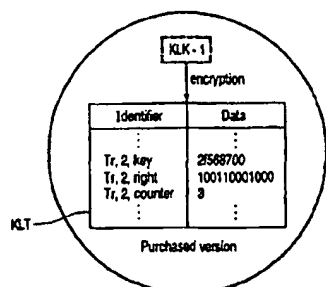 KLK - 1
encryption
Identifier Data
Tr, 2, key 2f568700
Tr, 2, right 100110001000
Tr, 2, counter 3
KLT
Purchased version